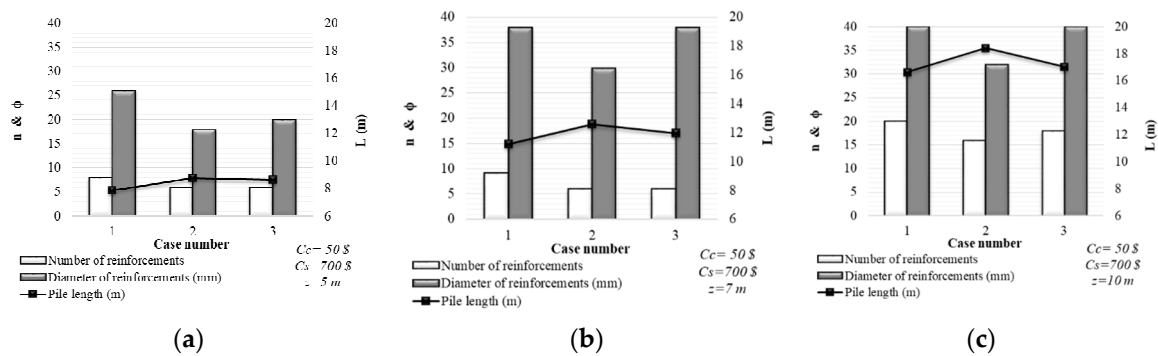 40
35
30
25
20
15
10
5
0
n & ϕ
20
18
16
14
12
10
8
6
L (m)
1 2 3
Case number
Number of reinforcements
Diameter of reinforcements (mm)
Pile length (m)
Cc= 50 $
Cs=700 $
z=5 m
(a)
40
35
30
25
20
15
10
5
0
n & ϕ
20
18
16
14
12
10
8
6
L (m)
1 2 3
Case number
Number of reinforcements
Diameter of reinforcements (mm)
Pile length (m)
Cc= 50 $
Cs=700 $
z=7 m
(b)
40
35
30
25
20
15
10
5
0
n & ϕ
20
18
16
14
12
10
8
6
L (m)
1 2 3
Case number
Number of reinforcements
Diameter of reinforcements (mm)
Pile length (m)
Cc= 50 $
Cs=700 $
z=10 m
(c)